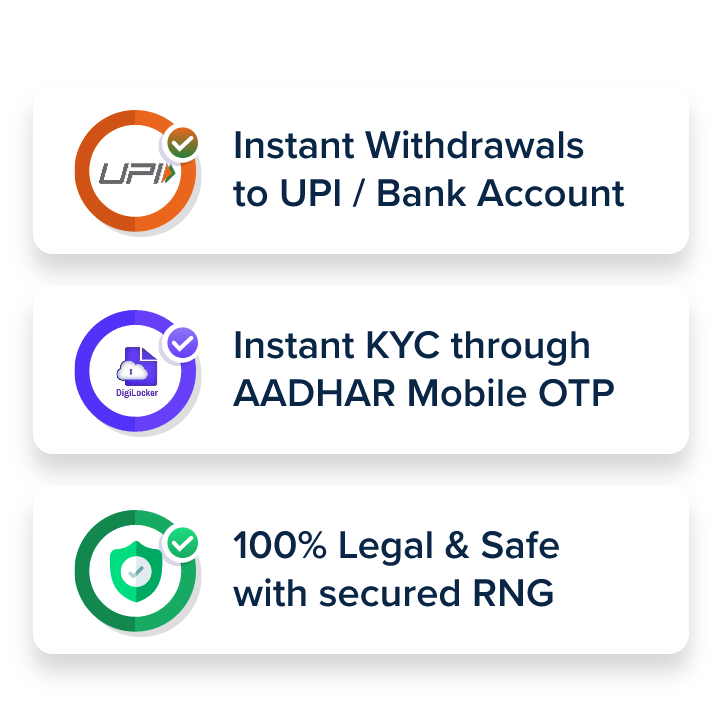 UPI
Instant Withdrawals
to UPI / Bank Account
DigiLocker
Instant KYC through
AADHAR Mobile OTP
100% Legal & Safe
with secured RNG